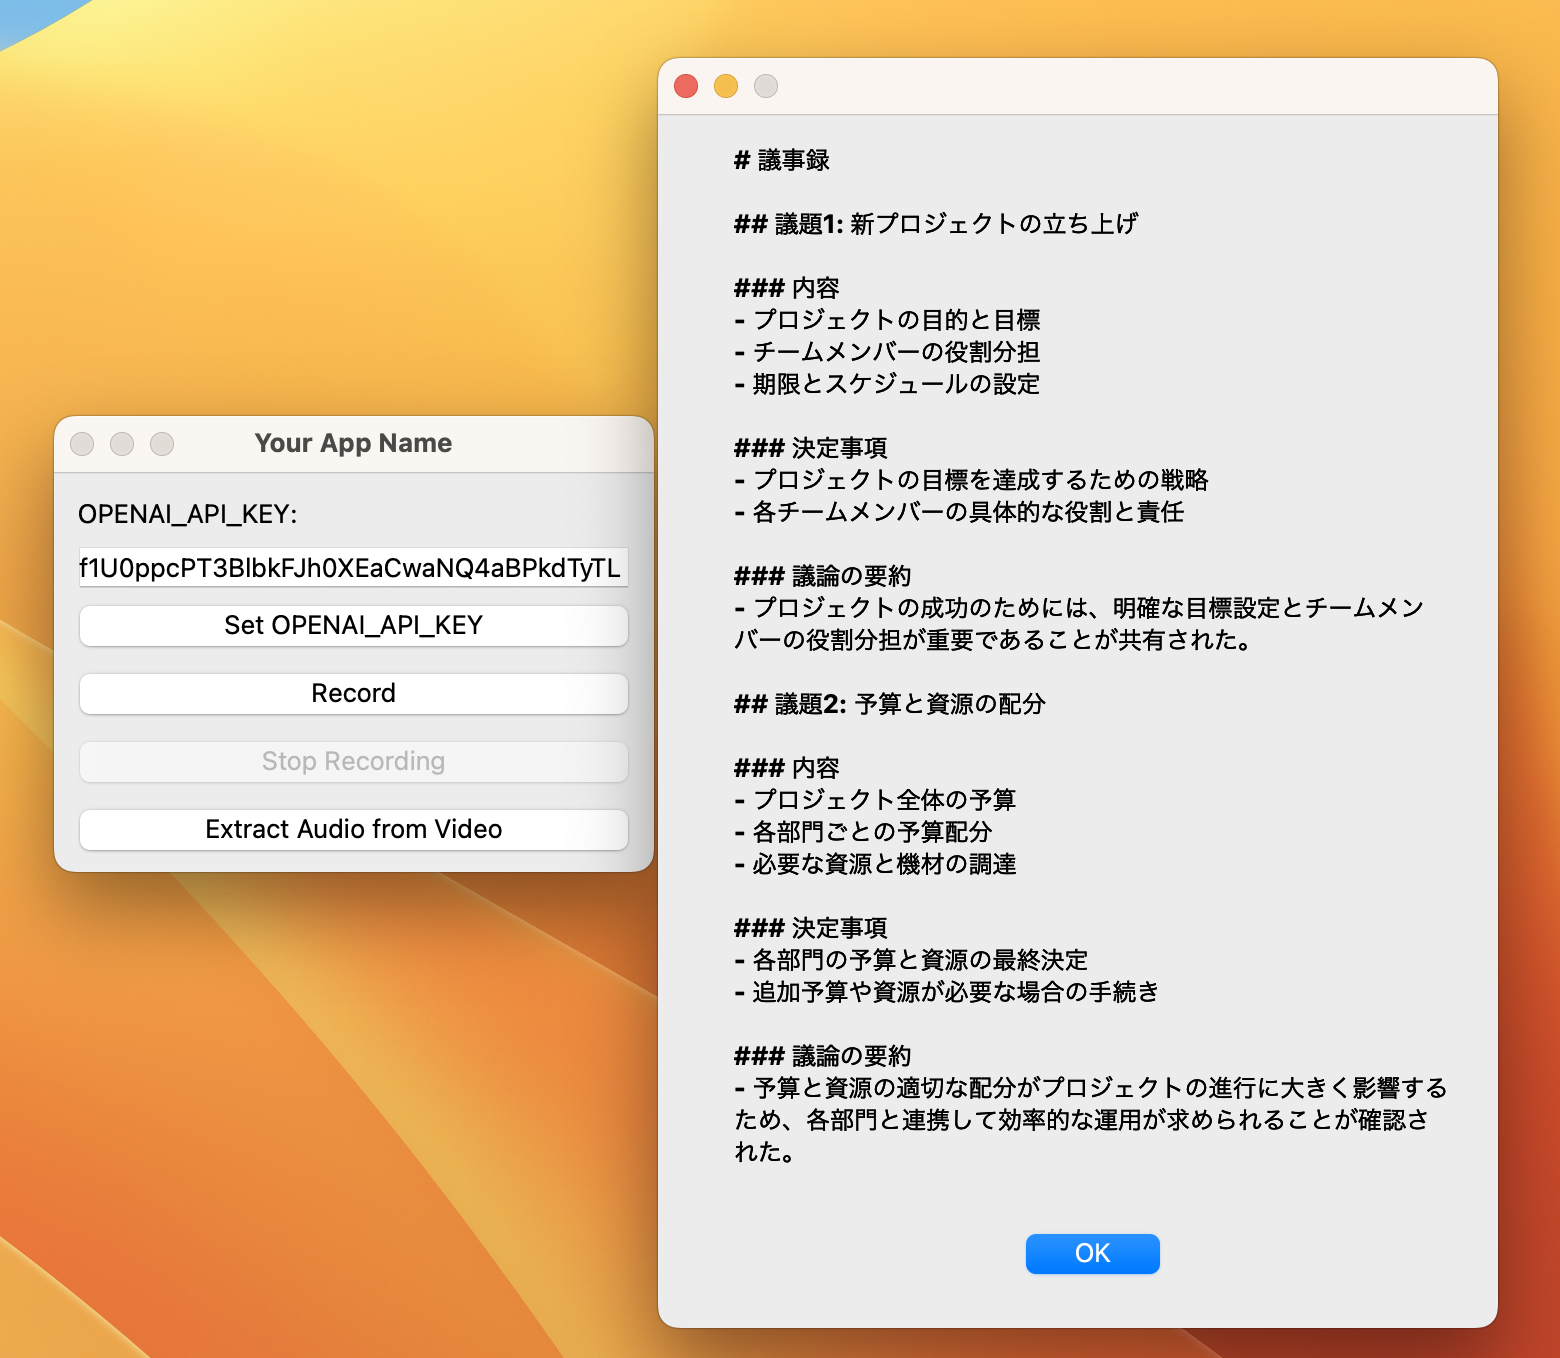 # 議事録
## 議題1: 新プロジェクトの立ち上げ
### 内容
- プロジェクトの目的と目標
- チームメンバーの役割分担
- 期限とスケジュールの設定
### 決定事項
- プロジェクトの目標を達成するための戦略
- 各チームメンバーの具体的な役割と責任
### 議論の要約
- プロジェクトの成功のためには、明確な目標設定とチームメン
バーの役割分担が重要であることが共有された。
## 議題2: 予算と資源の配分
### 内容
- プロジェクト全体の予算
- 各部門ごとの予算配分
- 必要な資源と機材の調達
### 決定事項
- 各部門の予算と資源の最終決定
- 追加予算や資源が必要な場合の手続き
### 議論の要約
- 予算と資源の適切な配分がプロジェクトの進行に大きく影響する
ため、各部門と連携して効率的な運用が求められることが確認さ
れた。
OK
Your App Name
OPENAI_API_KEY:
f1U0ppcPT3BlbkFJh0XEaCwaNQ4aBPkdTyTL
Set OPENAI_API_KEY
Record
Stop Recording
Extract Audio from Video